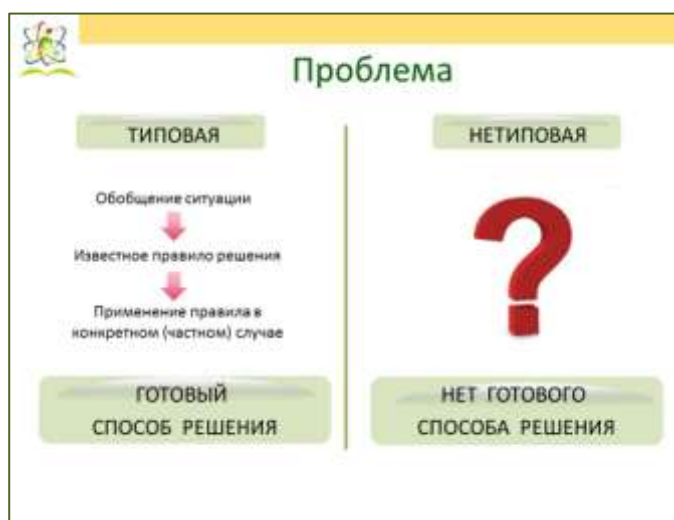 Проблема
ТИПОВАЯ
Обобщение ситуации
Известное правило решения
Применение правила в
конкретном (частном) случае
ГОТОВЫЙ
СПОСОБ РЕШЕНИЯ
НЕТИПОВАЯ
?
НЕТ ГОТОВОГО
СПОСОБА РЕШЕНИЯ